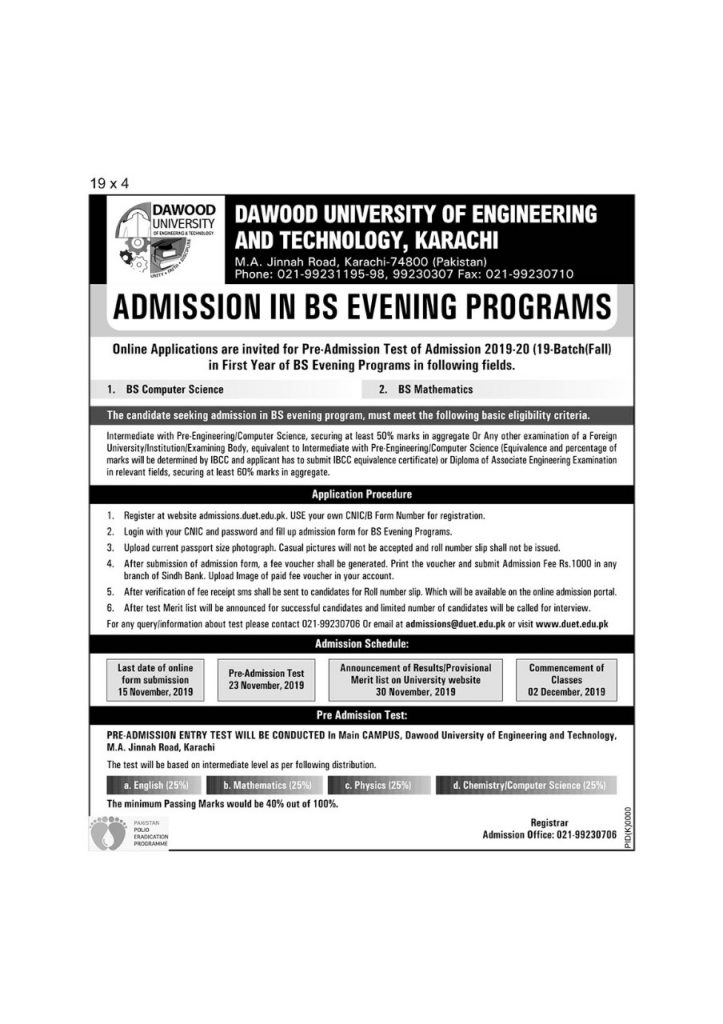 19 x 4
DAWOOD
UNIVERSITY
OF ENGINEERING & TECHNOLOGY
UNITY • FAITH • DISCIPLINE
DAWOOD UNIVERSITY OF ENGINEERING
AND TECHNOLOGY, KARACHI
M.A. Jinnah Road, Karachi-74800 (Pakistan)
Phone: 021-99231195-98, 99230307 Fax: 021-99230710
ADMISSION IN BS EVENING PROGRAMS
Online Applications are invited for Pre-Admission Test of Admission 2019-20 (19-Batch(Fall)
in First Year of BS Evening Programs in following fields.
1. BS Computer Science 2. BS Mathematics
The candidate seeking admission in BS evening program, must meet the following basic eligibility criteria.
Intermediate with Pre-Engineering/Computer Science, securing at least 50% marks in aggregate Or Any other examination of a Foreign
University/Institution/Examining Body, equivalent to Intermediate with Pre-Engineering/Computer Science (Equivalence and percentage of
marks will be determined by IBCC and applicant has to submit IBCC equivalence certificate) or Diploma of Associate Engineering Examination
in relevant fields, securing at least 60% marks in aggregate.
Application Procedure
1. Register at website admissions.duet.edu.pk. USE your own CNIC/B Form Number for registration.
2. Login with your CNIC and password and fill up admission form for BS Evening Programs.
3. Upload current passport size photograph. Casual pictures will not be accepted and roll number slip shall not be issued.
4. After submission of admission form, a fee voucher shall be generated. Print the voucher and submit Admission Fee Rs.1000 in any
branch of Sindh Bank. Upload Image of paid fee voucher in your account.
5. After verification of fee receipt sms shall be sent to candidates for Roll number slip. Which will be available on the online admission portal.
6. After test Merit list will be announced for successful candidates and limited number of candidates will be called for interview.
For any query/information about test please contact 021-99230706 Or email at admissions@duet.edu.pk or visit www.duet.edu.pk
Admission Schedule:
Last date of online
form submission
15 November, 2019
Pre-Admission Test
23 November, 2019
Announcement of Results/Provisional
Merit list on University website
30 November, 2019
Commencement of
Classes
02 December, 2019
Pre Admission Test:
PRE-ADMISSION ENTRY TEST WILL BE CONDUCTED In Main CAMPUS, Dawood University of Engineering and Technology,
M.A. Jinnah Road, Karachi
The test will be based on intermediate level as per following distribution.
a. English (25%) b. Mathematics (25%) c. Physics (25%) d. Chemistry/Computer Science (25%)
The minimum Passing Marks would be 40% out of 100%.
PAKISTAN
POLIO
ERADICATION
PROGRAMME
Registrar
Admission Office: 021-99230706
PID(K)0000